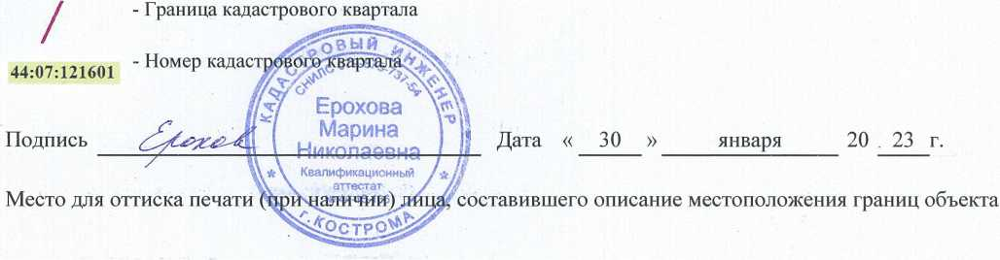 - Граница кадастрового квартала
44:07:121601 - Номер кадастрового квартала
КАДАСТРОВЫЙ ИНЖЕНЕР
СНИЛС 737-54
Ерохова
Марина
Николаевна
Квалификационный
аттестат
г. КОСТРОМА
Подпись Ерохов Дата « 30 » января 20 23 г.
Место для оттиска печати (при наличии) лица, составившего описание местоположения границ объекта